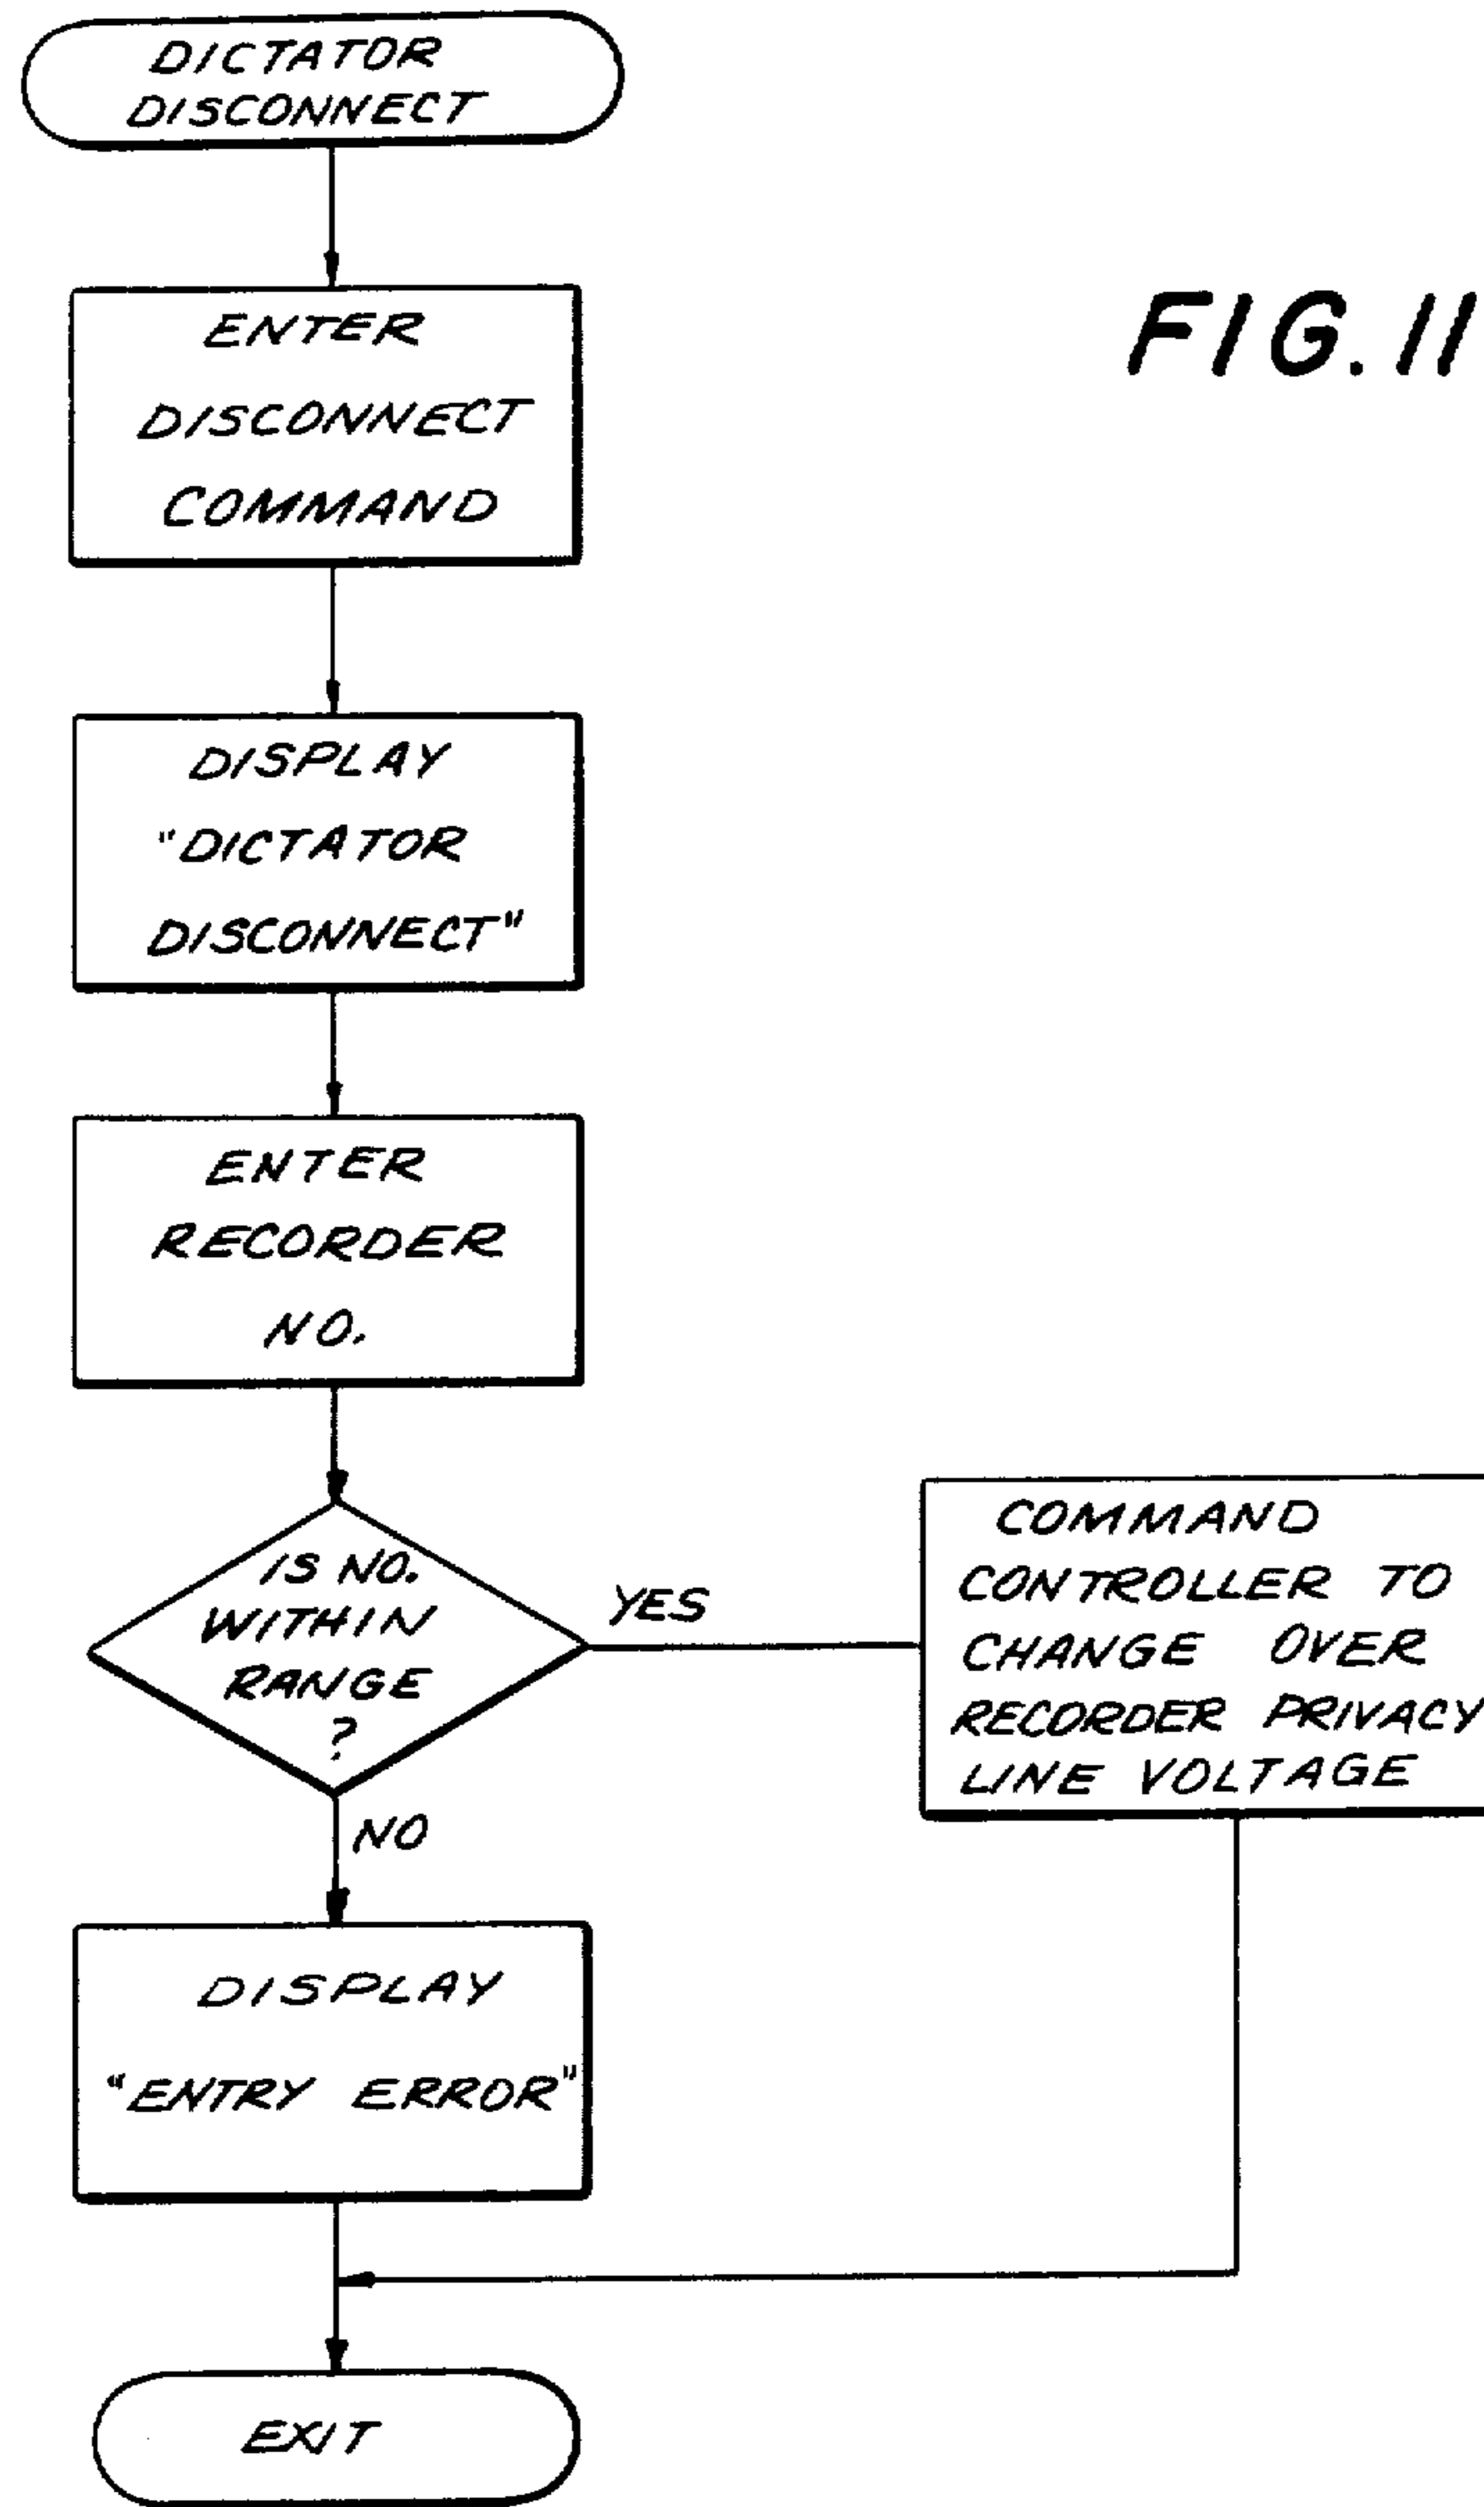 DICTATOR
DISCONNECT
FIG. 11
ENTER
DISCONNECT
COMMAND
DISPLAY
"DICTATOR
DISCONNECT"
ENTER
RECORDER
NO.
IS NO.
WITHIN
RANGE
?
YES
COMMAND
CONTROLLER TO
CHANGE OVER
RECORDER PRIVACY
LINE VOLTAGE
NO
DISPLAY
"ENTRY ERROR"
EXIT